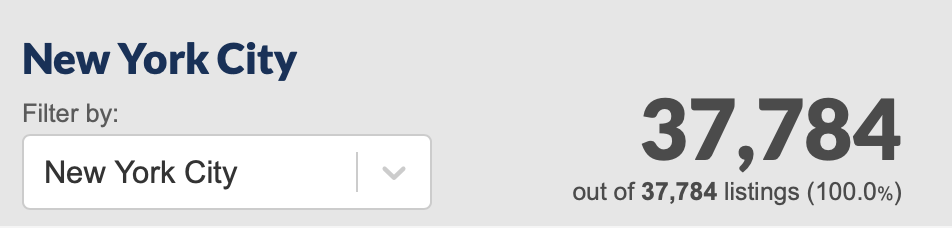 New York City
Filter by:
New York City
37,784
out of 37,784 listings (100.0%)